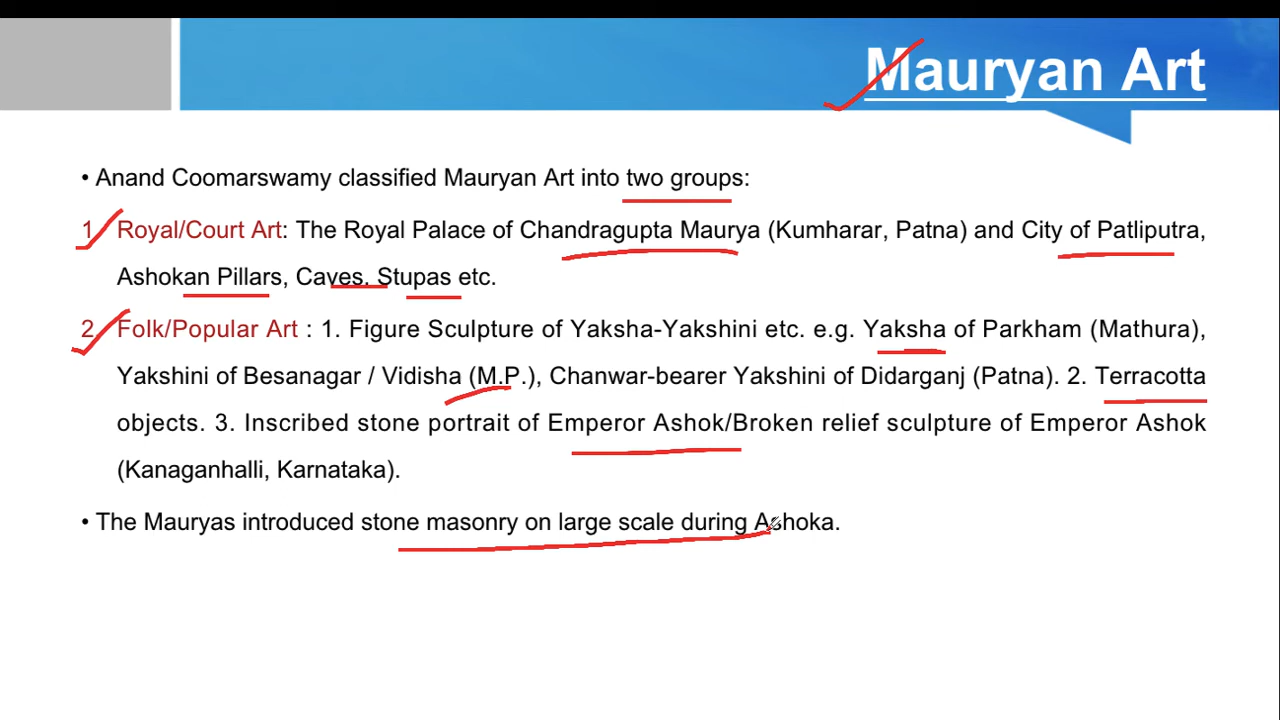 Mauryan Art
• Anand Coomarswamy classified Mauryan Art into two groups:
1. Royal/Court Art: The Royal Palace of Chandragupta Maurya (Kumharar, Patna) and City of Patliputra,
Ashokan Pillars, Caves, Stupas etc.
2. Folk/Popular Art : 1. Figure Sculpture of Yaksha-Yakshini etc. e.g. Yaksha of Parkham (Mathura),
Yakshini of Besanagar / Vidisha (M.P.), Chanwar-bearer Yakshini of Didarganj (Patna). 2. Terracotta
objects. 3. Inscribed stone portrait of Emperor Ashok/Broken relief sculpture of Emperor Ashok
(Kanaganhalli, Karnataka).
• The Mauryas introduced stone masonry on large scale during Ashoka.